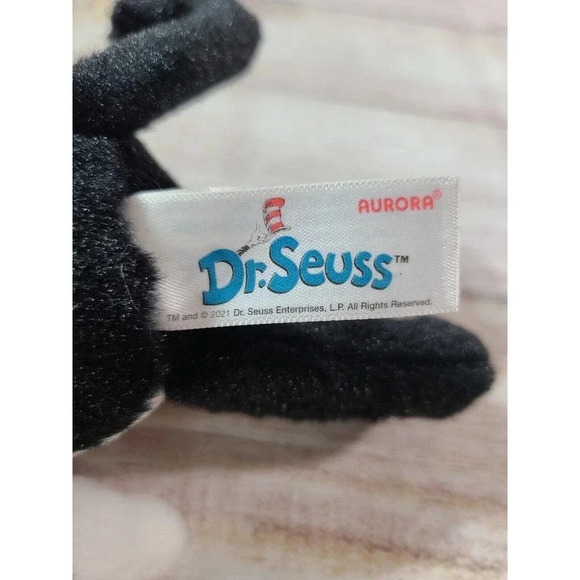 AURORA®
Dr. Seuss™
TM and © 2021 Dr. Seuss Enterprises, L.P. All Rights Reserved.